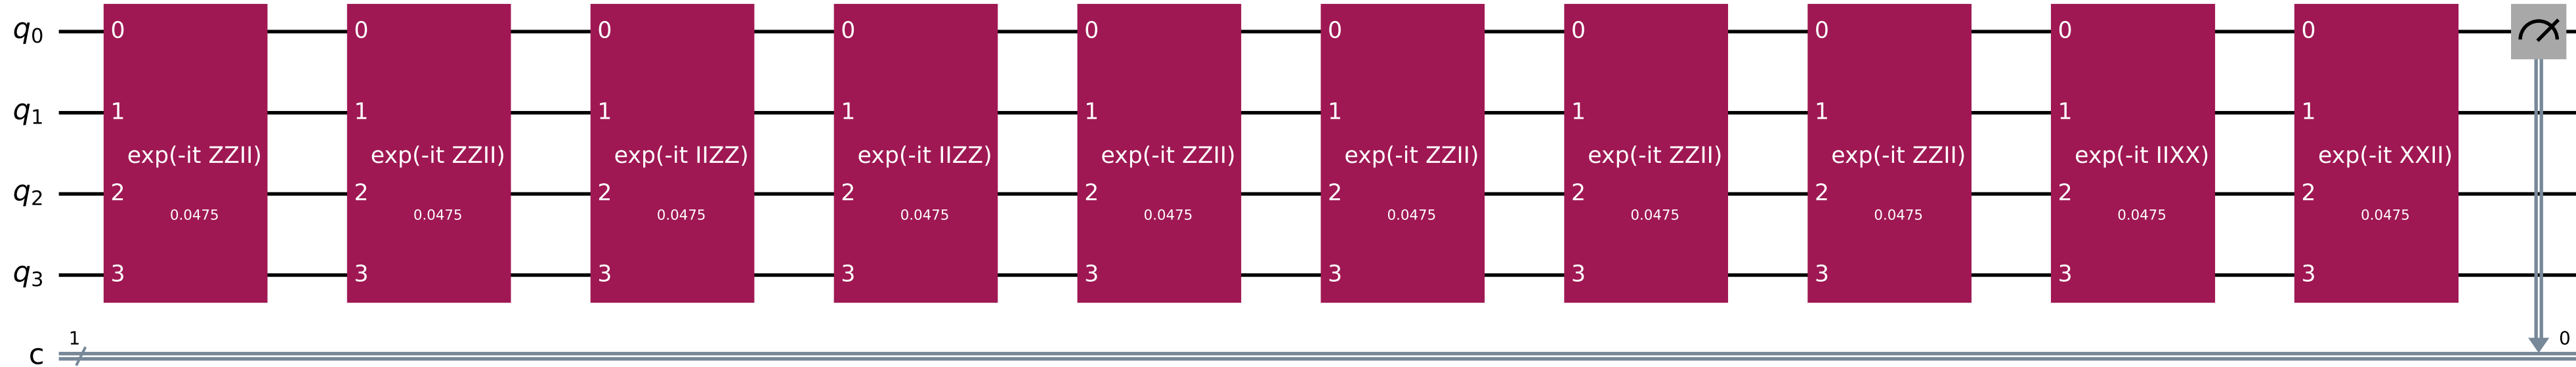 q0 0 0 0 0 0 0 0 0 0 0
q1 1 1 1 1 1 1 1 1 1 1
exp(-it ZZII) exp(-it ZZII) exp(-it IIZZ) exp(-it IIZZ) exp(-it ZZII) exp(-it ZZII) exp(-it ZZII) exp(-it ZZII) exp(-it IIXX) exp(-it XXII)
q2 2 2 2 2 2 2 2 2 2 2
0.0475 0.0475 0.0475 0.0475 0.0475 0.0475 0.0475 0.0475 0.0475 0.0475
q3 3 3 3 3 3 3 3 3 3 3
1 0
c